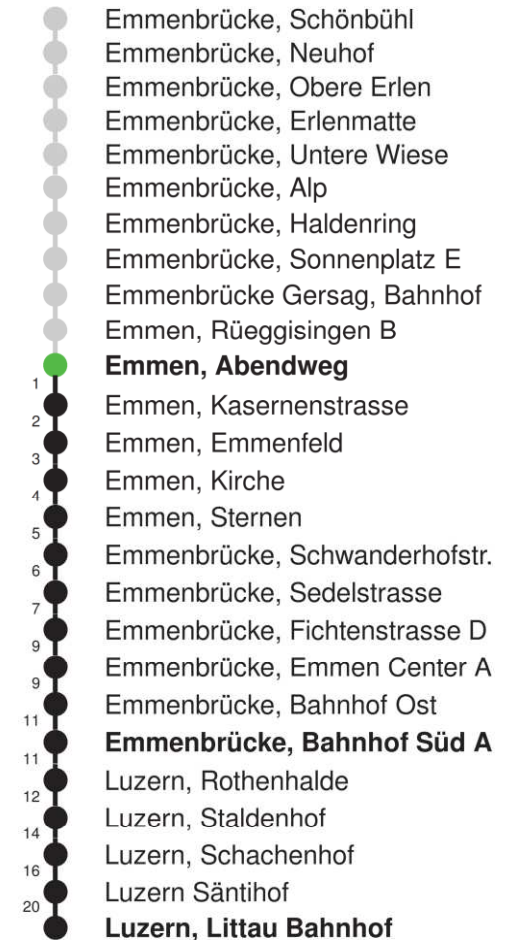 Emmenbrücke, Schönbühl
Emmenbrücke, Neuhof
Emmenbrücke, Obere Erlen
Emmenbrücke, Erlenmatte
Emmenbrücke, Untere Wiese
Emmenbrücke, Alp
Emmenbrücke, Haldenring
Emmenbrücke, Sonnenplatz E
Emmenbrücke Gersag, Bahnhof
Emmen, Rüeggisingen B
Emmen, Abendweg
1
Emmen, Kasernenstrasse
2
Emmen, Emmenfeld
3
Emmen, Kirche
4
Emmen, Sternen
5
Emmenbrücke, Schwanderhofstr.
6
Emmenbrücke, Sedelstrasse
7
Emmenbrücke, Fichtenstrasse D
9
Emmenbrücke, Emmen Center A
9
Emmenbrücke, Bahnhof Ost
11
Emmenbrücke, Bahnhof Süd A
11
Luzern, Rothenhalde
12
Luzern, Staldenhof
14
Luzern, Schachenhof
16
Luzern Säntihof
20
Luzern, Littau Bahnhof